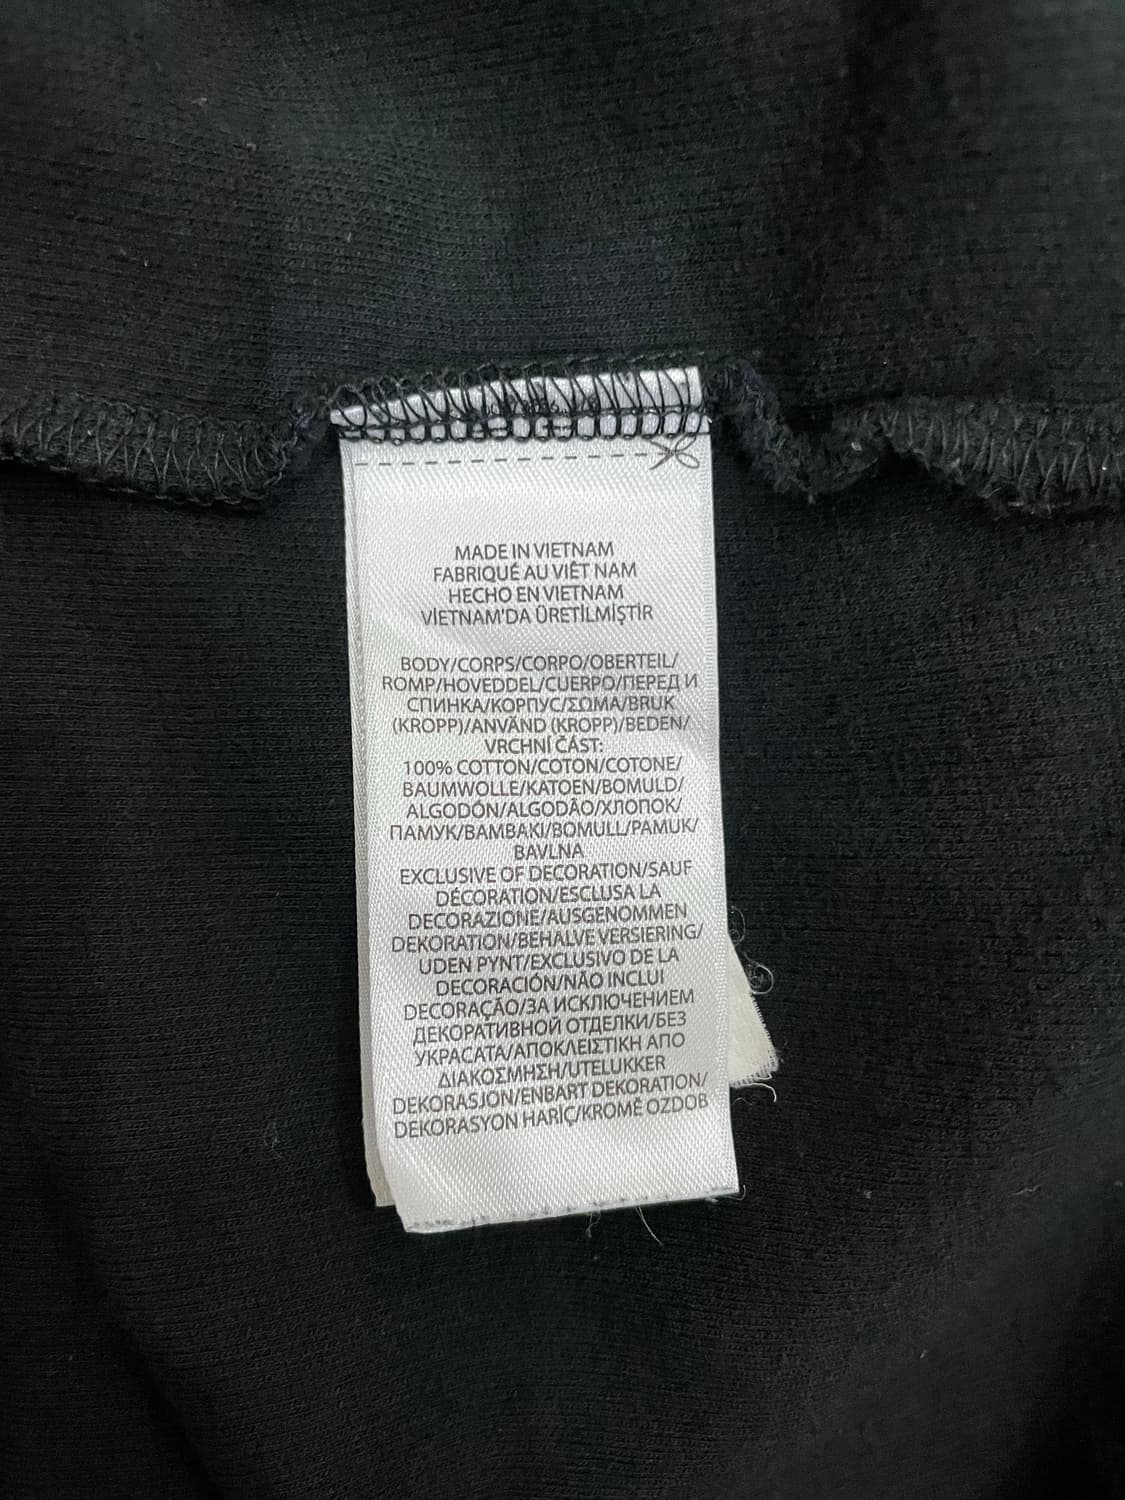 MADE IN VIETNAM
FABRIQUÉ AU VIÊT NAM
HECHO EN VIETNAM
VİETNAM'DA ÜRETİLMİŞTİR
BODY/CORPS/CORPO/OBERTEIL/
ROMP/HOVEDDEL/CUERPO/ПЕРЕД И
СПИНКА/КОРПУС/ΣΩΜΑ/BRUK
(KROPP)/ANVÄND (KROPP)/BEDEN/
VRCHNÍ ČÁST:
100% COTTON/COTON/COTONE/
BAUMWOLLE/KATOEN/BOMULD/
ALGODÓN/ALGODÃO/ХЛОПОК/
ПАМУК/ΒΑΜΒΑΚΙ/BOMULL/PAMUK/
BAVLNA
EXCLUSIVE OF DECORATION/SAUF
DÉCORATION/ESCLUSA LA
DECORAZIONE/AUSGENOMMEN
DEKORATION/BEHALVE VERSIERING/
UDEN PYNT/EXCLUSIVO DE LA
DECORACIÓN/NÃO INCLUI
DECORAÇÃO/ЗА ИСКЛЮЧЕНИЕМ
ДЕКОРАТИВНОЙ ОТДЕЛКИ/БЕЗ
УКРАСАТА/ΑΠΟΚΛΕΙΣΤΙΚΗ ΑΠΟ
ΔΙΑΚΟΣΜΗΣΗ/UTELUKKER
DEKORASJON/ENBART DEKORATION/
DEKORASYON HARİÇ/KROMĚ OZDOB